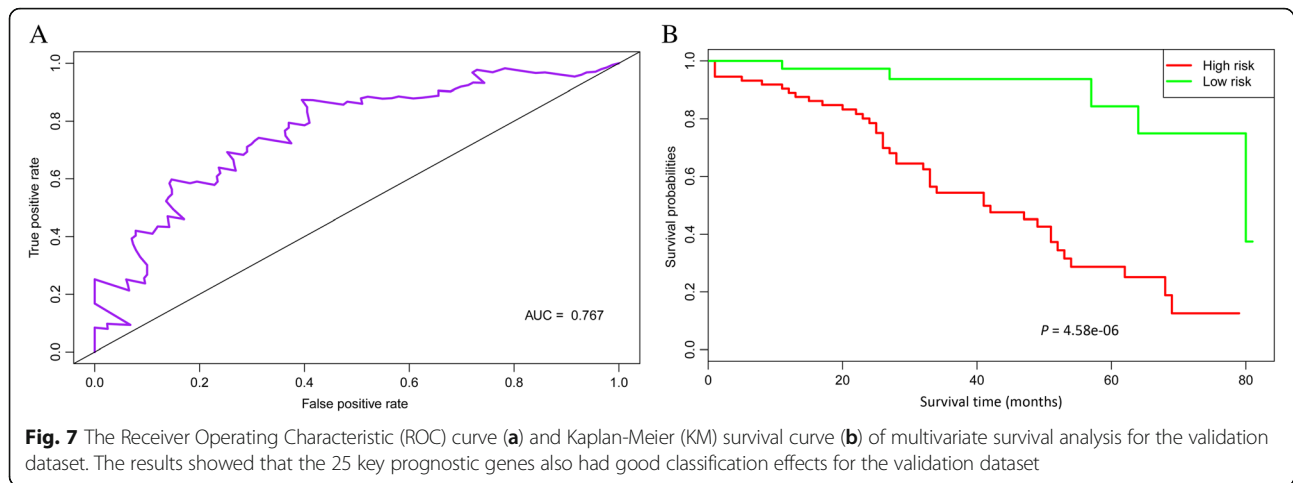 A
True positive rate
1.0
0.8
0.6
0.4
0.2
0.0
AUC = 0.767
0.0 0.2 0.4 0.6 0.8 1.0
False positive rate
B
Survival probabilities
1.0
0.8
0.6
0.4
0.2
0.0
High risk
Low risk
P = 4.58e-06
0 20 40 60 80
Survival time (months)
Fig. 7 The Receiver Operating Characteristic (ROC) curve (a) and Kaplan-Meier (KM) survival curve (b) of multivariate survival analysis for the validation
dataset. The results showed that the 25 key prognostic genes also had good classification effects for the validation dataset